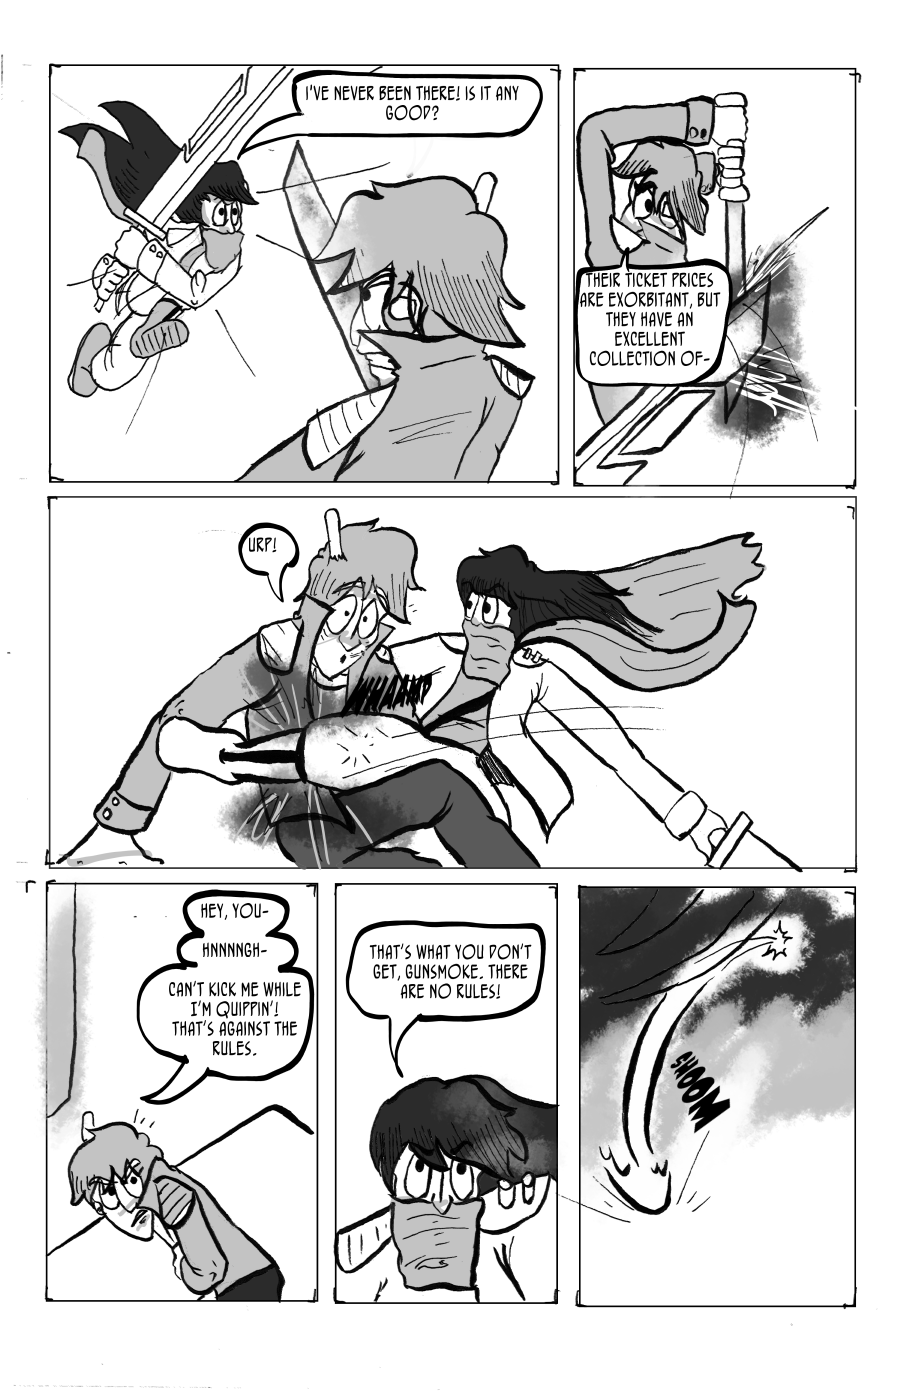 I'VE NEVER BEEN THERE! IS IT ANY
GOOD?
THEIR TICKET PRICES
ARE EXORBITANT, BUT
THEY HAVE AN
EXCELLENT
COLLECTION OF-
URP!
WHAAMP
HEY, YOU-
HNNNNGH-
CAN'T KICK ME WHILE
I'M QUIPPIN'!
THAT'S AGAINST THE
RULES.
THAT'S WHAT YOU DON'T
GET, GUNSMOKE. THERE
ARE NO RULES!
SHOOM